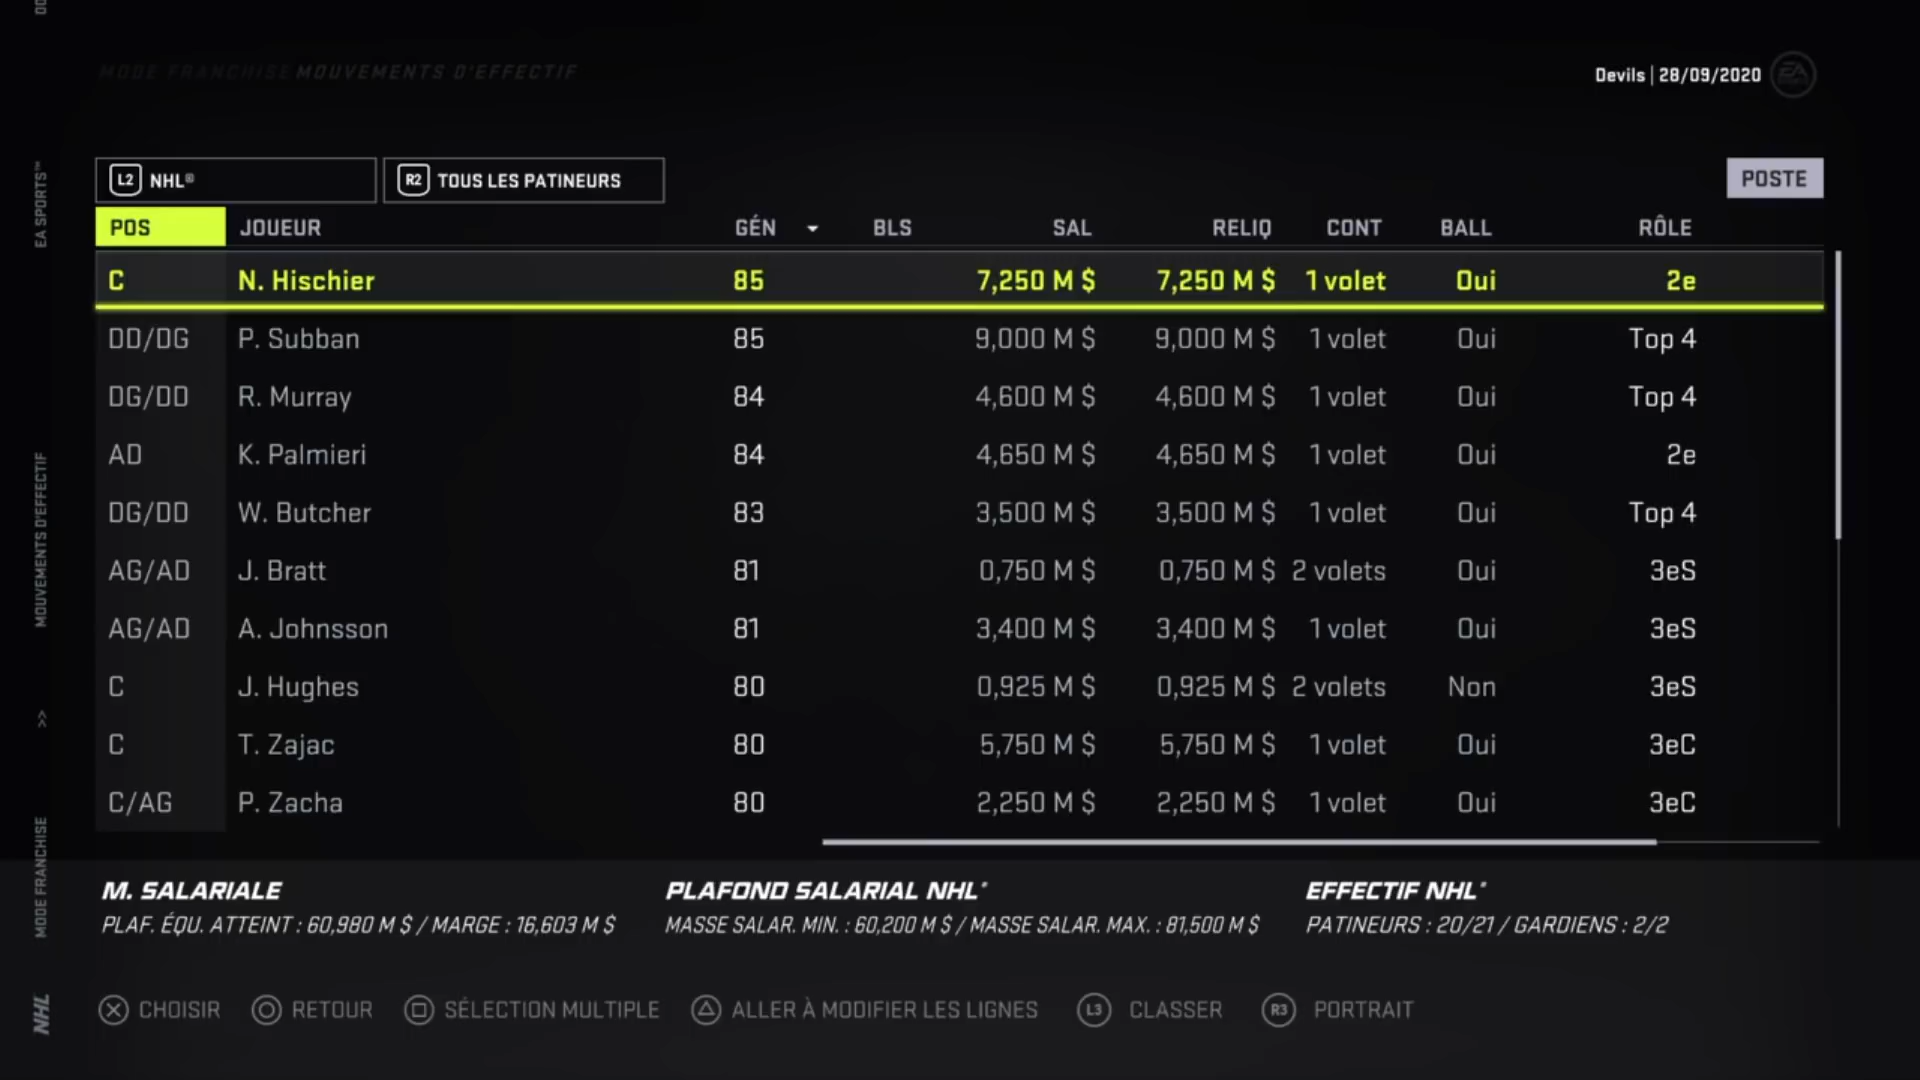 MODE FRANCHISE MOUVEMENTS D'EFFECTIF
Devils | 28/09/2020
L2 NHL® R2 TOUS LES PATINEURS
POSTE
POS JOUEUR GÉN BLS SAL RELIQ CONT BALL RÔLE
C N. Hischier 85 7,250 M $ 7,250 M $ 1 volet Oui 2e
DD/DG P. Subban 85 9,000 M $ 9,000 M $ 1 volet Oui Top 4
DG/DD R. Murray 84 4,600 M $ 4,600 M $ 1 volet Oui Top 4
AD K. Palmieri 84 4,650 M $ 4,650 M $ 1 volet Oui 2e
DG/DD W. Butcher 83 3,500 M $ 3,500 M $ 1 volet Oui Top 4
AG/AD J. Bratt 81 0,750 M $ 0,750 M $ 2 volets Oui 3eS
AG/AD A. Johnsson 81 3,400 M $ 3,400 M $ 1 volet Oui 3eS
C J. Hughes 80 0,925 M $ 0,925 M $ 2 volets Non 3eS
C T. Zajac 80 5,750 M $ 5,750 M $ 1 volet Oui 3eC
C/AG P. Zacha 80 2,250 M $ 2,250 M $ 1 volet Oui 3eC
M. SALARIALE
PLAF. ÉQU. ATTEINT : 60,980 M $ / MARGE : 16,603 M $
PLAFOND SALARIAL NHL®
MASSE SALAR. MIN. : 60,200 M $ / MASSE SALAR. MAX. : 81,500 M $
EFFECTIF NHL®
PATINEURS : 20/21 / GARDIENS : 2/2
CHOISIR RETOUR SÉLECTION MULTIPLE ALLER À MODIFIER LES LIGNES L3 CLASSER R3 PORTRAIT
NHL MODE FRANCHISE >> MOUVEMENTS D'EFFECTIF EA SPORTS™